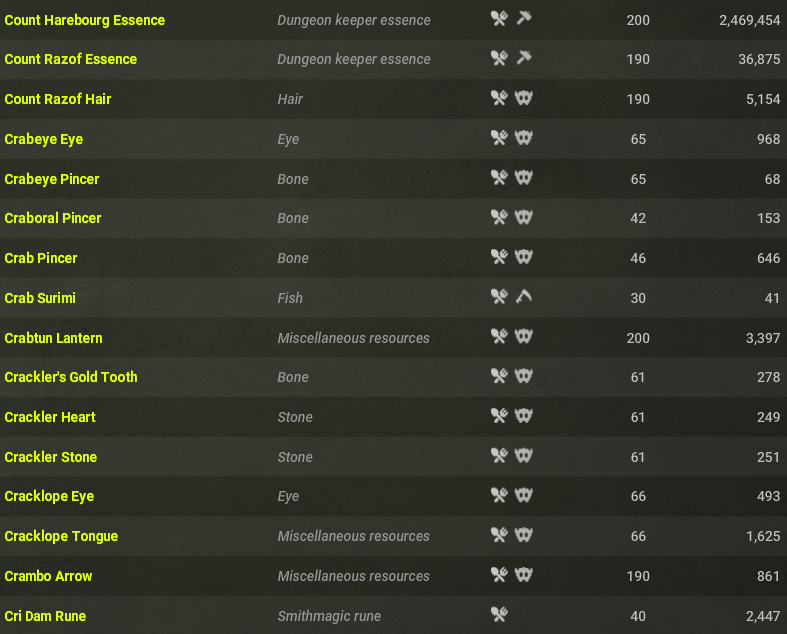 Count Harebourg Essence Dungeon keeper essence 200 2,469,454
Count Razof Essence Dungeon keeper essence 190 36,875
Count Razof Hair Hair 190 5,154
Crabeye Eye Eye 65 968
Crabeye Pincer Bone 65 68
Craboral Pincer Bone 42 153
Crab Pincer Bone 46 646
Crab Surimi Fish 30 41
Crabtun Lantern Miscellaneous resources 200 3,397
Crackler's Gold Tooth Bone 61 278
Crackler Heart Stone 61 249
Crackler Stone Stone 61 251
Cracklope Eye Eye 66 493
Cracklope Tongue Miscellaneous resources 66 1,625
Crambo Arrow Miscellaneous resources 190 861
Cri Dam Rune Smithmagic rune 40 2,447